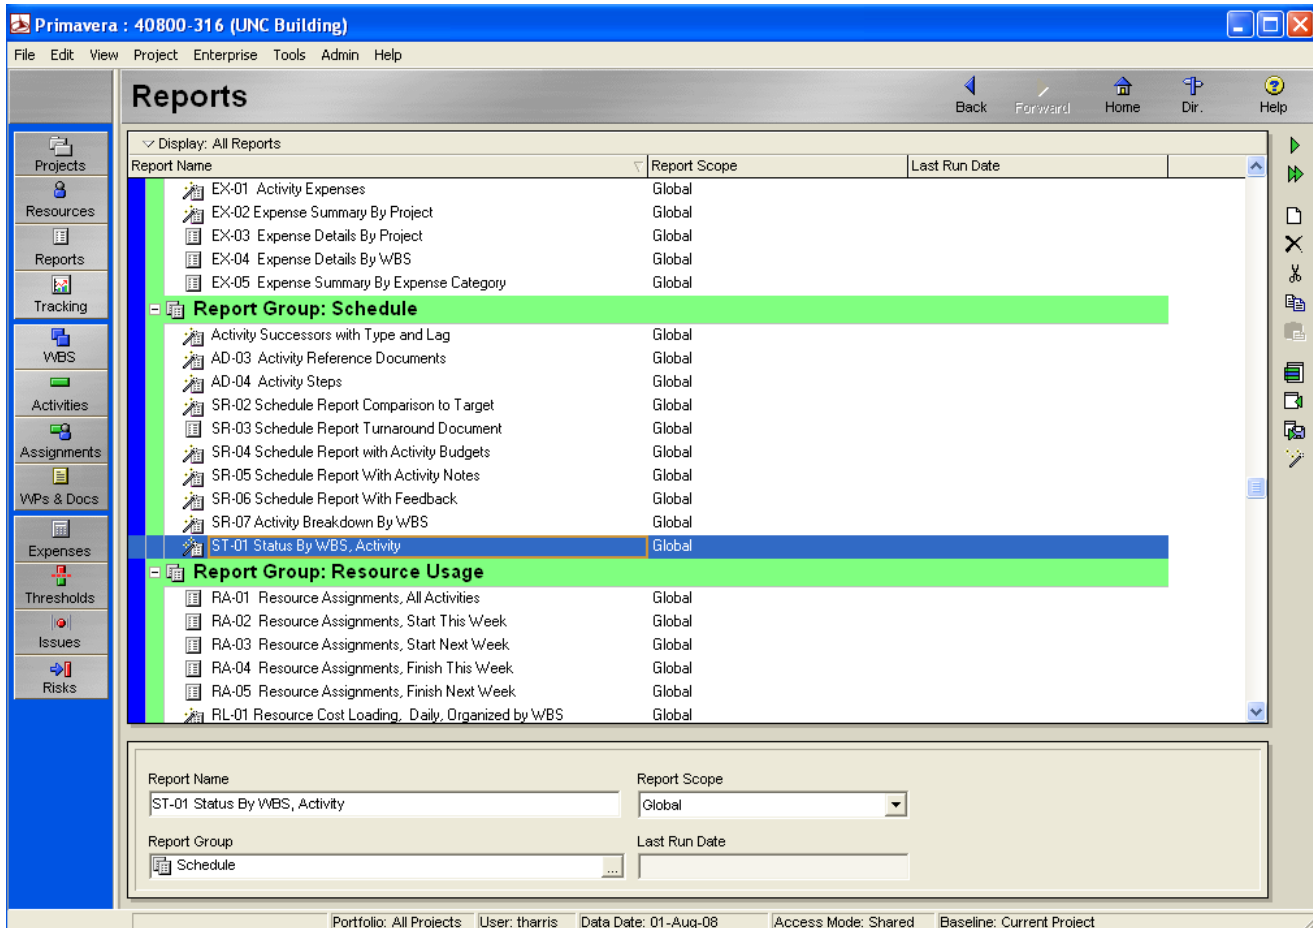 Primavera : 40800-316 (UNC Building)
File Edit View Project Enterprise Tools Admin Help
Reports
Back Forward Home Dir. Help
Display: All Reports
Report Name Report Scope Last Run Date
EX-01 Activity Expenses Global
EX-02 Expense Summary By Project Global
EX-03 Expense Details By Project Global
EX-04 Expense Details By WBS Global
EX-05 Expense Summary By Expense Category Global
Report Group: Schedule
Activity Successors with Type and Lag Global
AD-03 Activity Reference Documents Global
AD-04 Activity Steps Global
SR-02 Schedule Report Comparison to Target Global
SR-03 Schedule Report Turnaround Document Global
SR-04 Schedule Report with Activity Budgets Global
SR-05 Schedule Report With Activity Notes Global
SR-06 Schedule Report With Feedback Global
SR-07 Activity Breakdown By WBS Global
ST-01 Status By WBS, Activity Global
Report Group: Resource Usage
RA-01 Resource Assignments, All Activities Global
RA-02 Resource Assignments, Start This Week Global
RA-03 Resource Assignments, Start Next Week Global
RA-04 Resource Assignments, Finish This Week Global
RA-05 Resource Assignments, Finish Next Week Global
RL-01 Resource Cost Loading, Daily, Organized by WBS Global
Projects
Resources
Reports
Tracking
WBS
Activities
Assignments
WPs & Docs
Expenses
Thresholds
Issues
Risks
Report Name Report Scope
ST-01 Status By WBS, Activity Global
Report Group Last Run Date
Schedule ...
Portfolio: All Projects User: tharris Data Date: 01-Aug-08 Access Mode: Shared Baseline: Current Project